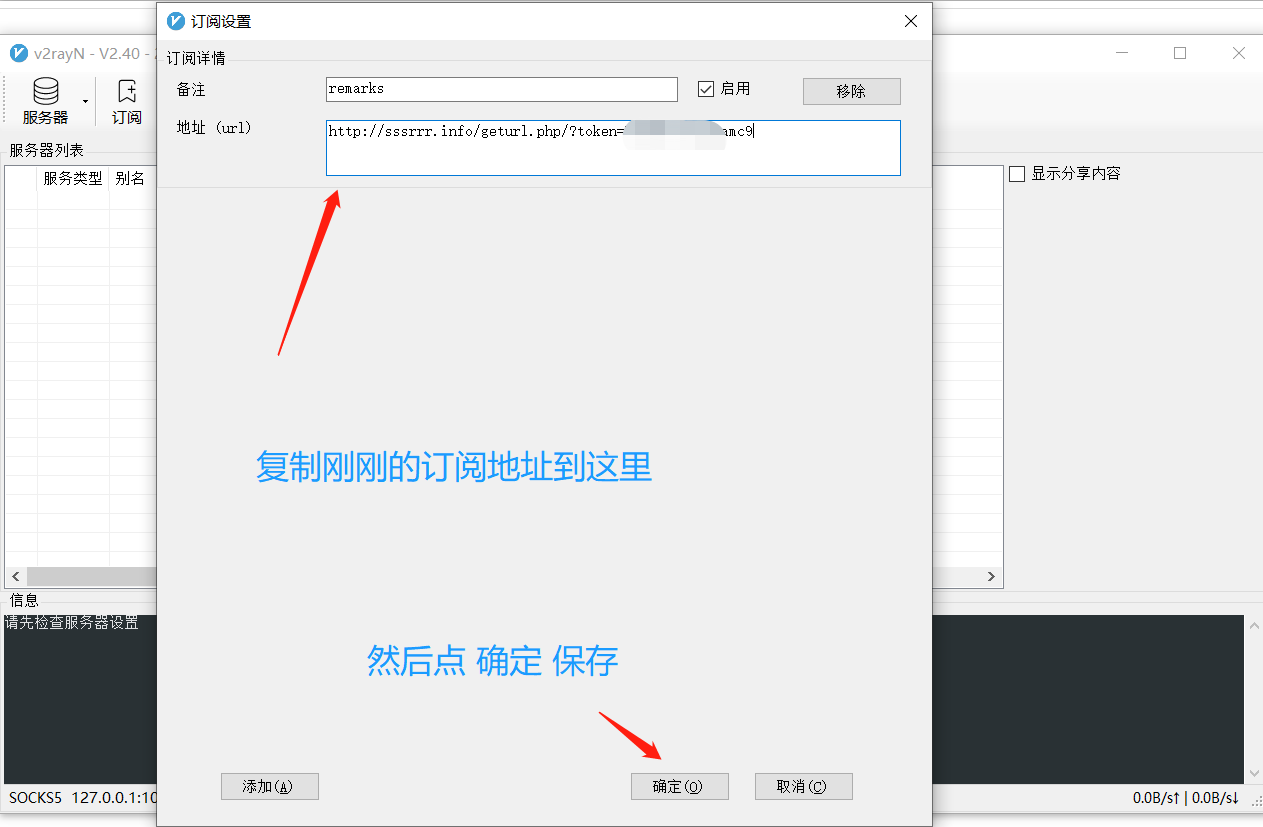 订阅设置
v2rayN - V2.40 -
订阅详情
备注
remarks
启用
移除
服务器
订阅
地址（url）
http://sssrrr.info/geturl.php/?token=
mc9
服务器列表
服务类型
别名
显示分享内容
复制刚刚的订阅地址到这里
信息
请先检查服务器设置
然后点 确定 保存
添加(A)
确定(O)
取消(C)
SOCKS5 127.0.0.1:10
0.0B/s↑ | 0.0B/s↓